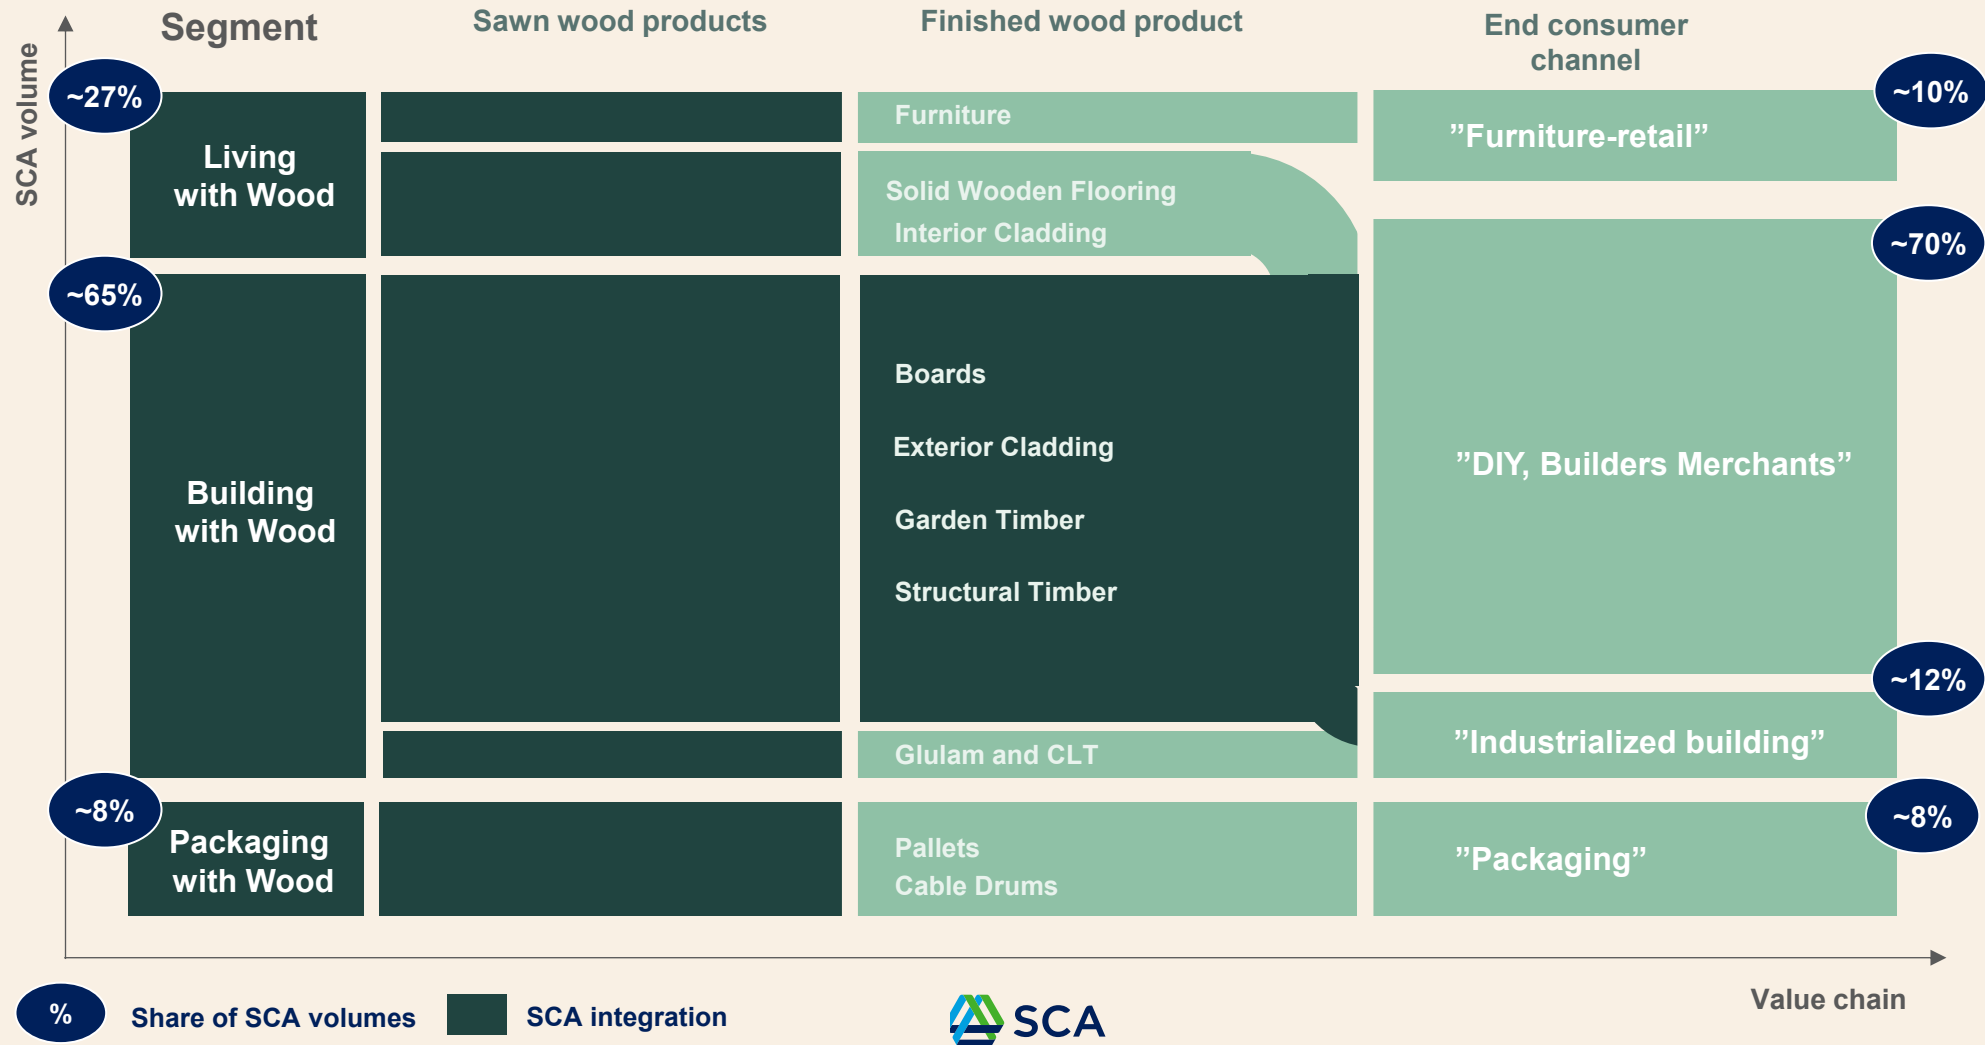 SCA volume
Segment
Sawn wood products
Finished wood product
End consumer
channel
~27%
Living
with Wood
Furniture
Solid Wooden Flooring
Interior Cladding
”Furniture-retail”
~10%
~65%
Building
with Wood
Boards
Exterior Cladding
Garden Timber
Structural Timber
Glulam and CLT
”DIY, Builders Merchants”
~70%
”Industrialized building”
~12%
~8%
Packaging
with Wood
Pallets
Cable Drums
”Packaging”
~8%
Value chain
%
Share of SCA volumes
SCA integration
SCA